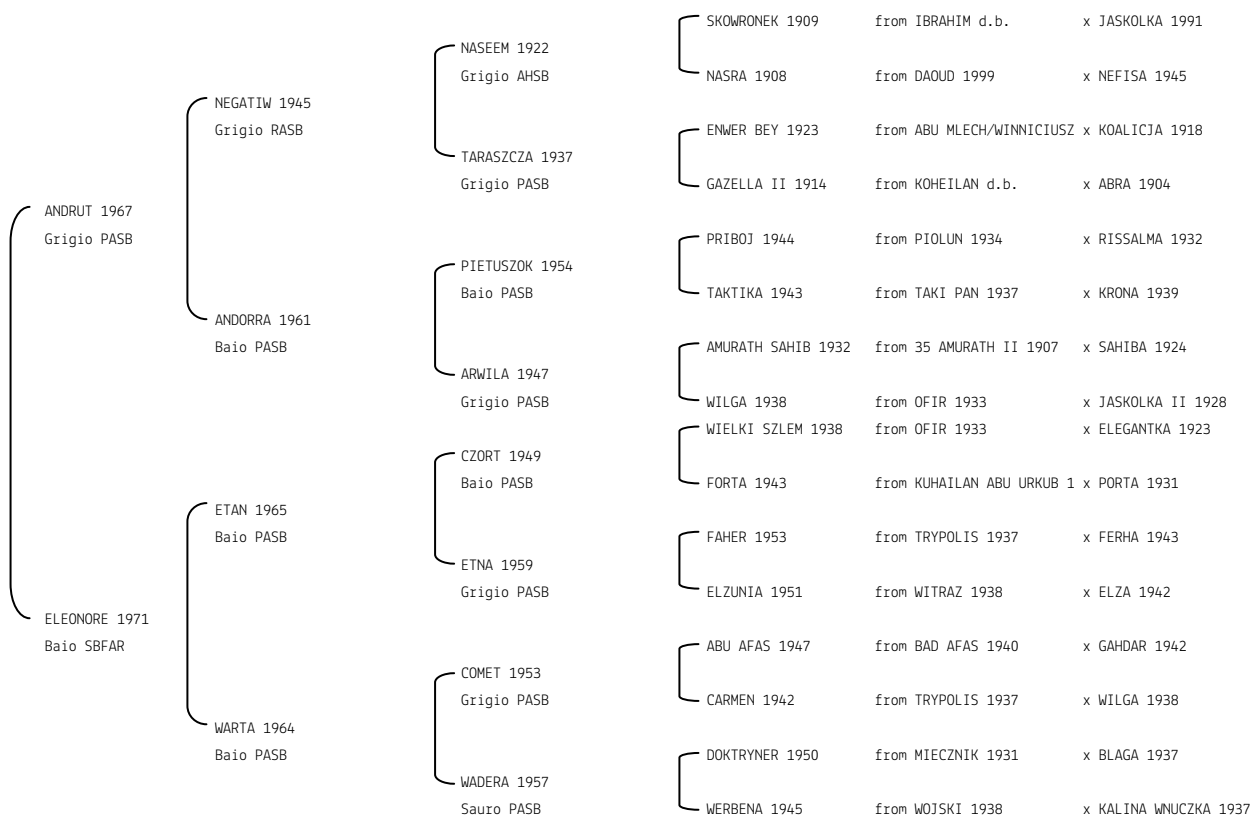 SKOWRONEK 1909 from IBRAHIM d.b. x JASKOLKA 1991
NASEEM 1922
Grigio AHSB
NASRA 1908 from DAOUD 1999 x NEFISA 1945
NEGATIW 1945
Grigio RASB
ENWER BEY 1923 from ABU MLECH/WINNICIUSZ x KOALICJA 1918
TARASZCZA 1937
Grigio PASB
GAZELLA II 1914 from KOHEILAN d.b. x ABRA 1904
ANDRUT 1967
Grigio PASB
PRIBOJ 1944 from PIOLUN 1934 x RISSALMA 1932
PIETUSZOK 1954
Baio PASB
TAKTIKA 1943 from TAKI PAN 1937 x KRONA 1939
ANDORRA 1961
Baio PASB
AMURATH SAHIB 1932 from 35 AMURATH II 1907 x SAHIBA 1924
ARWILA 1947
Grigio PASB
WILGA 1938 from OFIR 1933 x JASKOLKA II 1928
WIELKI SZLEM 1938 from OFIR 1933 x ELEGANTKA 1923
CZORT 1949
Baio PASB
FORTA 1943 from KUHAILAN ABU URKUB 1 x PORTA 1931
ETAN 1965
Baio PASB
FAHER 1953 from TRYPOLIS 1937 x FERHA 1943
ETNA 1959
Grigio PASB
ELZUNIA 1951 from WITRAZ 1938 x ELZA 1942
ELEONORE 1971
Baio SBFAR
ABU AFAS 1947 from BAD AFAS 1940 x GAHDAR 1942
COMET 1953
Grigio PASB
CARMEN 1942 from TRYPOLIS 1937 x WILGA 1938
WARTA 1964
Baio PASB
DOKTRYNER 1950 from MIECZNIK 1931 x BLAGA 1937
WADERA 1957
Sauro PASB
WERBENA 1945 from WOJSKI 1938 x KALINA WNUCZKA 1937